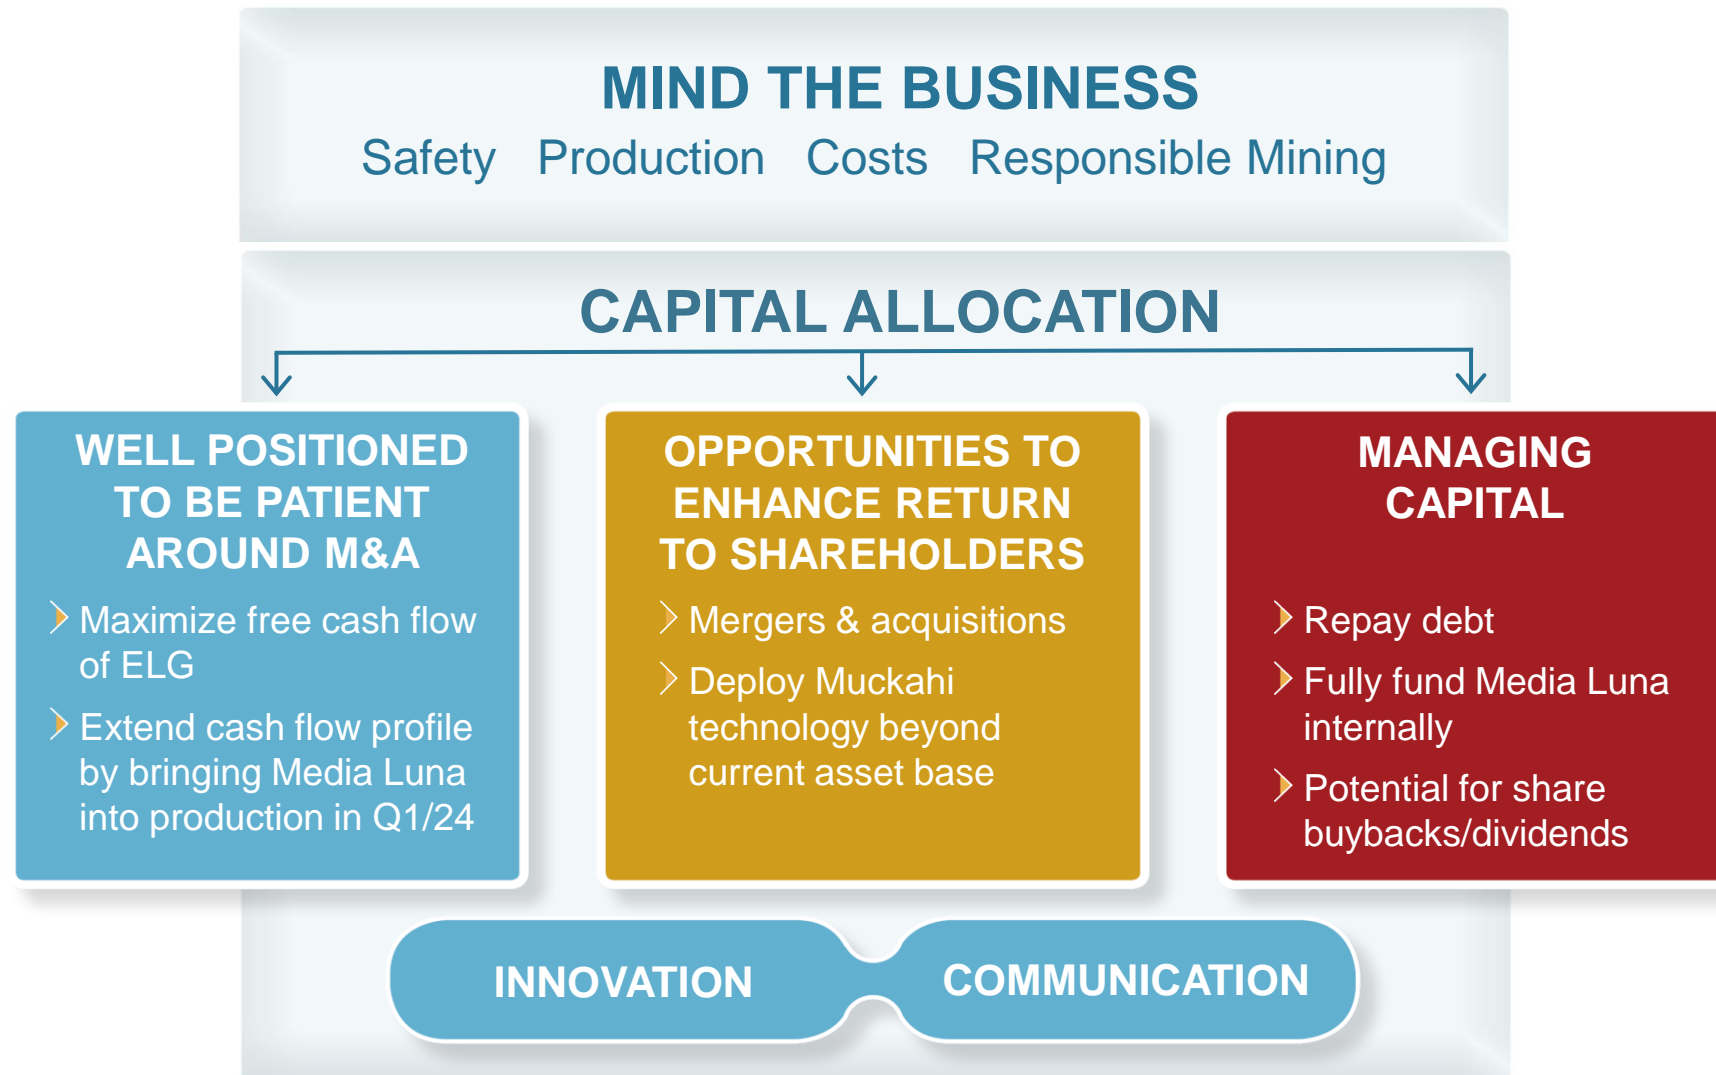 MIND THE BUSINESS
Safety Production Costs Responsible Mining
CAPITAL ALLOCATION
WELL POSITIONED
TO BE PATIENT
AROUND M&A
Maximize free cash flow
of ELG
Extend cash flow profile
by bringing Media Luna
into production in Q1/24
OPPORTUNITIES TO
ENHANCE RETURN
TO SHAREHOLDERS
Mergers & acquisitions
Deploy Muckahi
technology beyond
current asset base
MANAGING
CAPITAL
Repay debt
Fully fund Media Luna
internally
Potential for share
buybacks/dividends
INNOVATION
COMMUNICATION